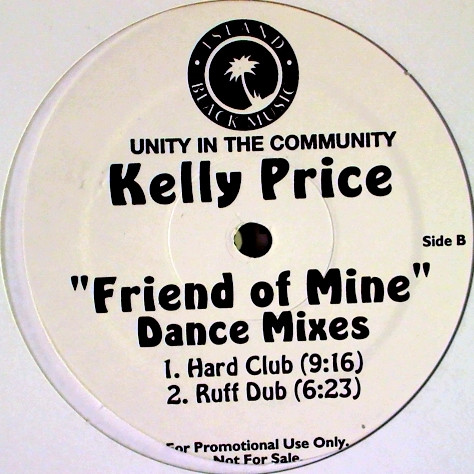 ISLAND
BLACK MUSIC
UNITY IN THE COMMUNITY
Kelly Price
Side B
"Friend of Mine"
Dance Mixes
1. Hard Club (9:16)
2. Ruff Dub (6:23)
For Promotional Use Only.
Not For Sale.